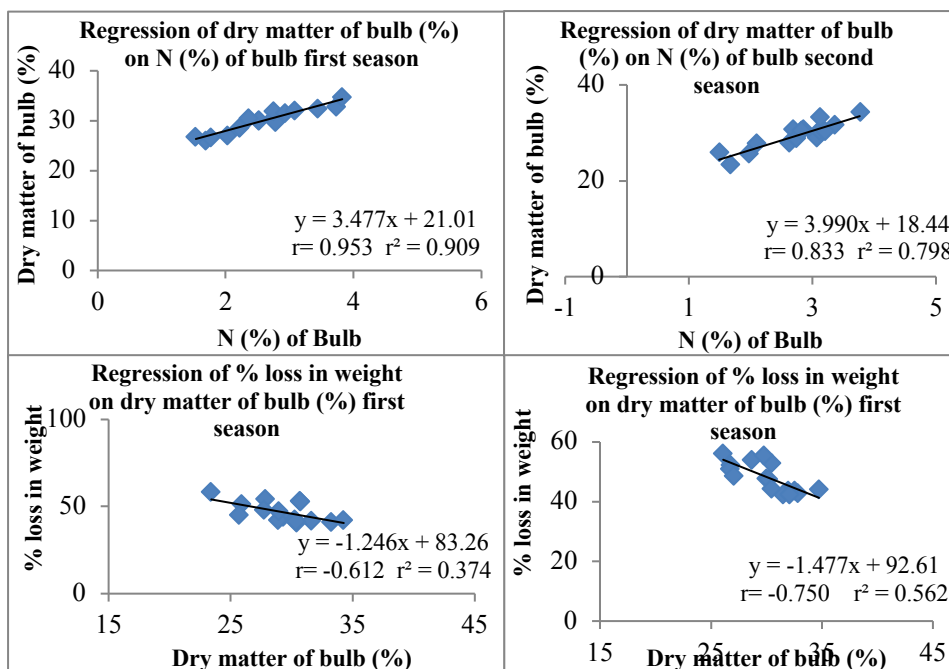 Regression of dry matter of bulb (%)
on N (%) of bulb first season
Dry matter of bulb (%)
40
30
20
10
0
y = 3.477x + 21.01
r= 0.953 r² = 0.909
0
2
4
6
N (%) of Bulb
Regression of dry matter of bulb
(%) on N (%) of bulb second
season
Dry matter of bulb (%)
40
20
0
y = 3.990x + 18.44
r= 0.833 r² = 0.798
-1
1
3
5
N (%) of Bulb
Regression of % loss in weight
on dry matter of bulb (%) first
season
% loss in weight
100
50
0
y = -1.246x + 83.26
r= -0.612 r² = 0.374
15
25
35
45
Dry matter of bulb (%)
Regression of % loss in weight
on dry matter of bulb (%) first
season
% loss in weight
60
40
20
0
y = -1.477x + 92.61
r= -0.750 r² = 0.562
15
25
35
45
Dry matter of bulb (%)